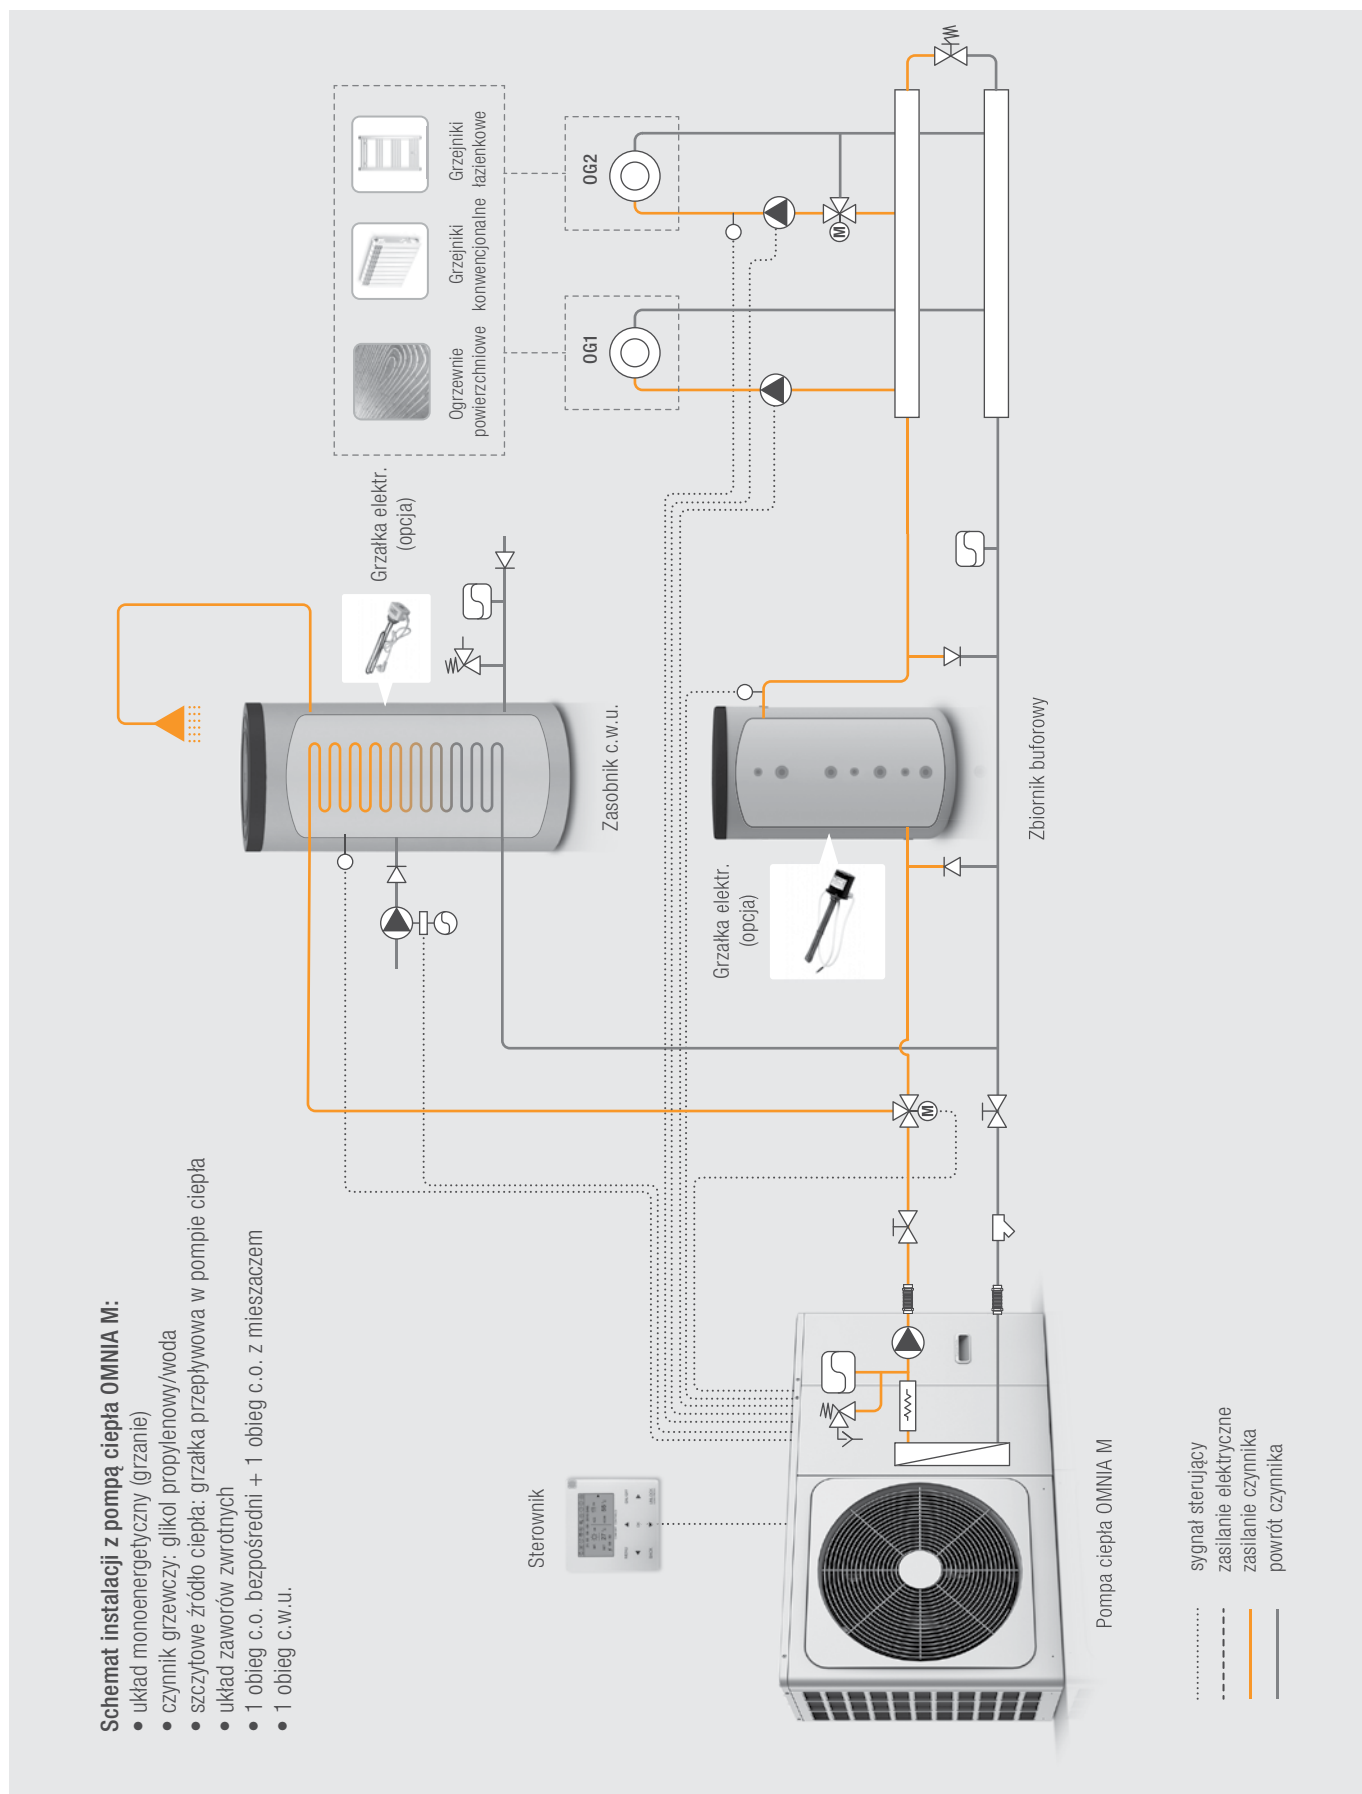 Schemat instalacji z pompą ciepła OMNIA M:
• układ monoenergetyczny (grzanie)
• czynnik grzewczy: glikol propylenowy/woda
• szczytowe źródło ciepła: grzałka przepływowa w pompie ciepła
• układ zaworów zwrotnych
• 1 obieg c.o. bezpośredni + 1 obieg c.o. z mieszaczem
• 1 obieg c.w.u.
Grzałka elektr.
(opcja)
Ogrzewnie
powierzchniowe
Grzejniki
konwencjonalne
Grzejniki
łazienkowe
OG1
OG2
M
Sterownik
Zasobnik c.w.u.
Grzałka elektr.
(opcja)
M
Zbiornik buforowy
Pompa ciepła OMNIA M
sygnał sterujący
zasilanie elektryczne
zasilanie czynnika
powrót czynnika